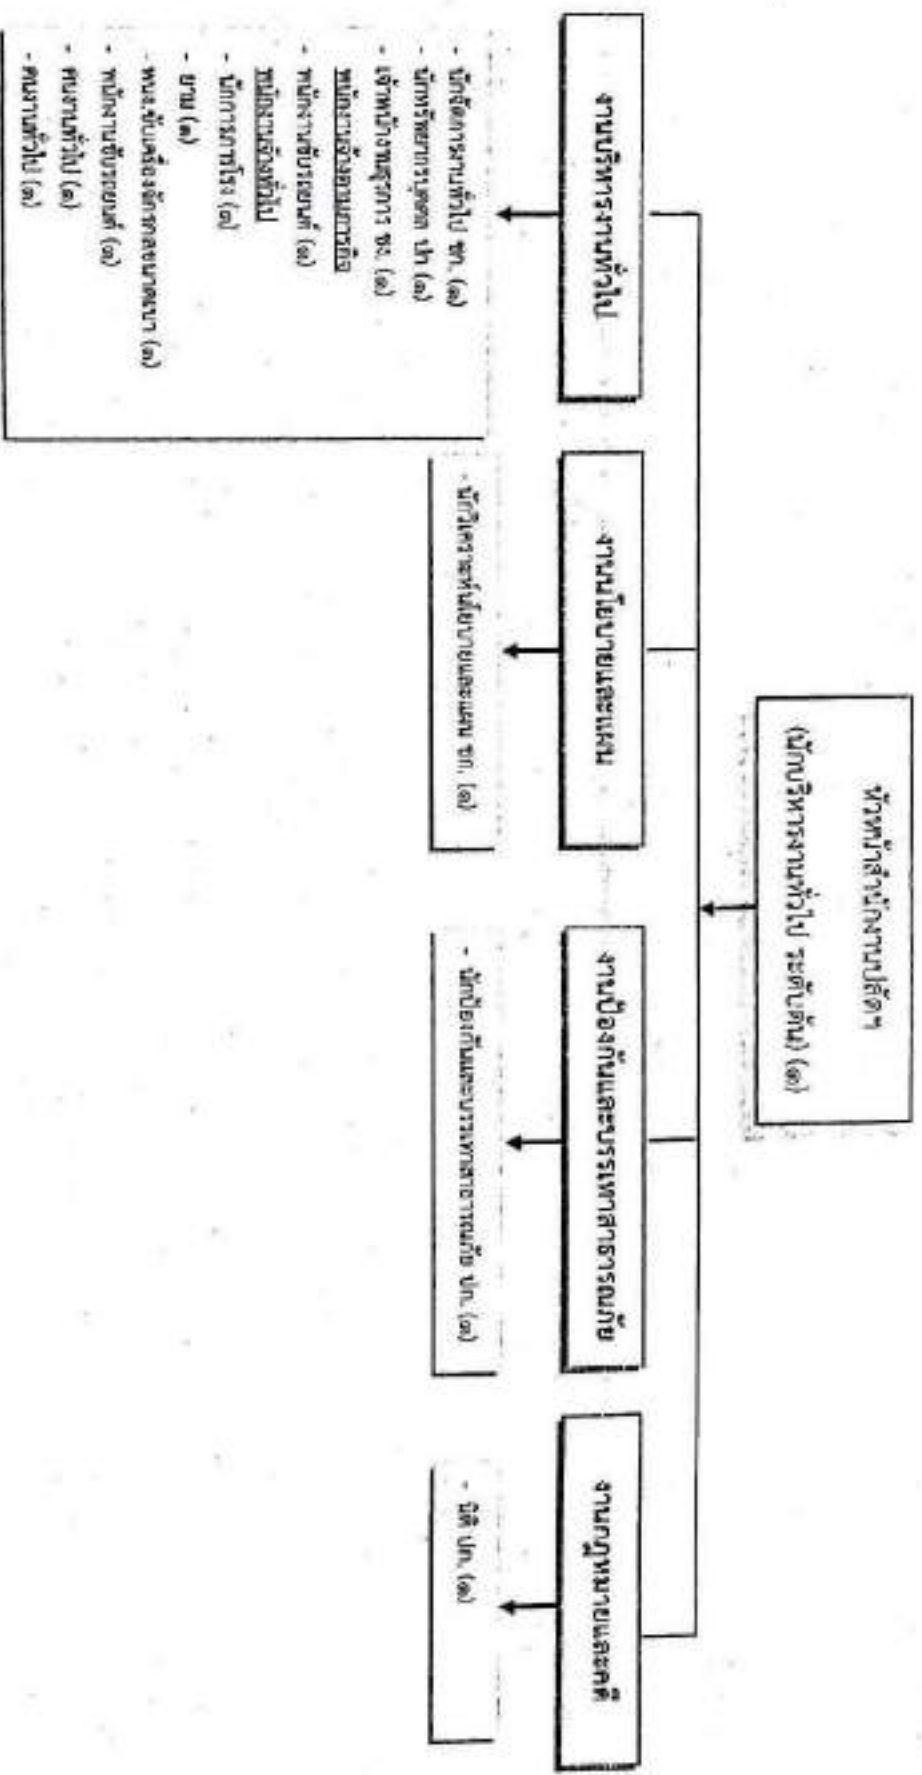 หัวหน้าสำนักงานปลัดฯ
(นักบริหารงานทั่วไป ระดับต้น) (๑)
งานบริหารงานทั่วไป
- นักจัดการงานทั่วไป ชก. (๑)
- นักทรัพยากรบุคคล ปก (๑)
- เจ้าพนักงานธุรการ ชง. (๑)
พนักงานจ้างตามภารกิจ
- พนักงานขับรถยนต์ (๑)
พนักงานจ้างทั่วไป
- นักการภารโรง (๑)
- ยาม (๑)
- พนง.ขับเครื่องจักรกลขนาดเบา (๑)
- พนักงานขับรถยนต์ (๑)
- คนงานทั่วไป (๑)
- คนงานทั่วไป (๑)
งานนโยบายและแผน
- นักวิเคราะห์นโยบายและแผน ชก. (๑)
งานป้องกันและบรรเทาสาธารณภัย
- นักป้องกันและบรรเทาสาธารณภัย ปก. (๑)
งานกฎหมายและคดี
- นิติ ปก. (๑)